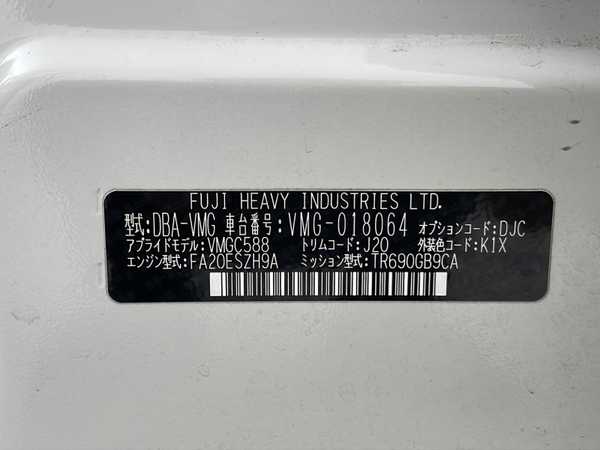 FUJI HEAVY INDUSTRIES LTD.
型式:DBA-VMG 車台番号:VMG-018064 オプションコード:DJC
アプライドモデル:VMGC588 トリムコード:J20 外装色コード:K1X
エンジン型式:FA20ESZH9A ミッション型式:TR690GB9CA